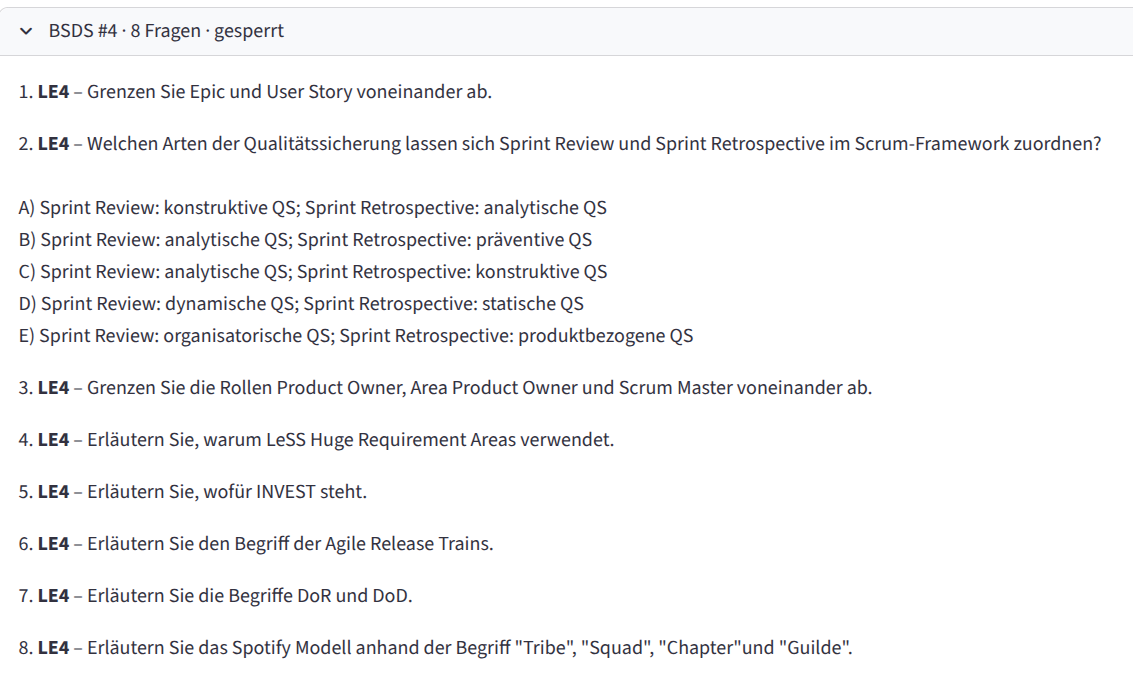 BSDS #4 · 8 Fragen · gesperrt
1. LE4 – Grenzen Sie Epic und User Story voneinander ab.
2. LE4 – Welchen Arten der Qualitätssicherung lassen sich Sprint Review und Sprint Retrospective im Scrum-Framework zuordnen?
A) Sprint Review: konstruktive QS; Sprint Retrospective: analytische QS
B) Sprint Review: analytische QS; Sprint Retrospective: präventive QS
C) Sprint Review: analytische QS; Sprint Retrospective: konstruktive QS
D) Sprint Review: dynamische QS; Sprint Retrospective: statische QS
E) Sprint Review: organisatorische QS; Sprint Retrospective: produktbezogene QS
3. LE4 – Grenzen Sie die Rollen Product Owner, Area Product Owner und Scrum Master voneinander ab.
4. LE4 – Erläutern Sie, warum LeSS Huge Requirement Areas verwendet.
5. LE4 – Erläutern Sie, wofür INVEST steht.
6. LE4 – Erläutern Sie den Begriff der Agile Release Trains.
7. LE4 – Erläutern Sie die Begriffe DoR und DoD.
8. LE4 – Erläutern Sie das Spotify Modell anhand der Begriff "Tribe", "Squad", "Chapter"und "Guilde".